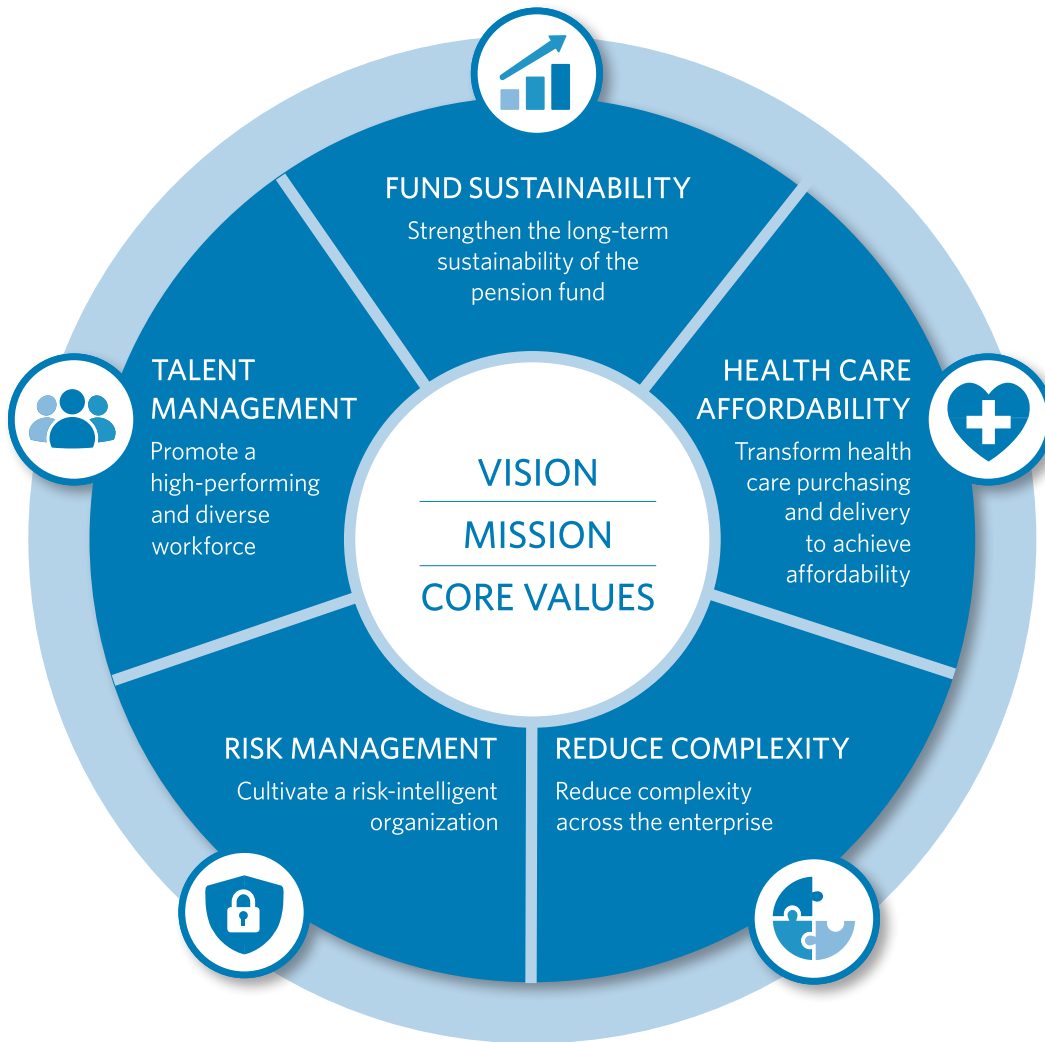 FUND SUSTAINABILITY
Strengthen the long-term
sustainability of the
pension fund
HEALTH CARE
AFFORDABILITY
Transform health
care purchasing
and delivery
to achieve
affordability
REDUCE COMPLEXITY
Reduce complexity
across the enterprise
RISK MANAGEMENT
Cultivate a risk-intelligent
organization
TALENT
MANAGEMENT
Promote a
high-performing
and diverse
workforce
VISION
MISSION
CORE VALUES